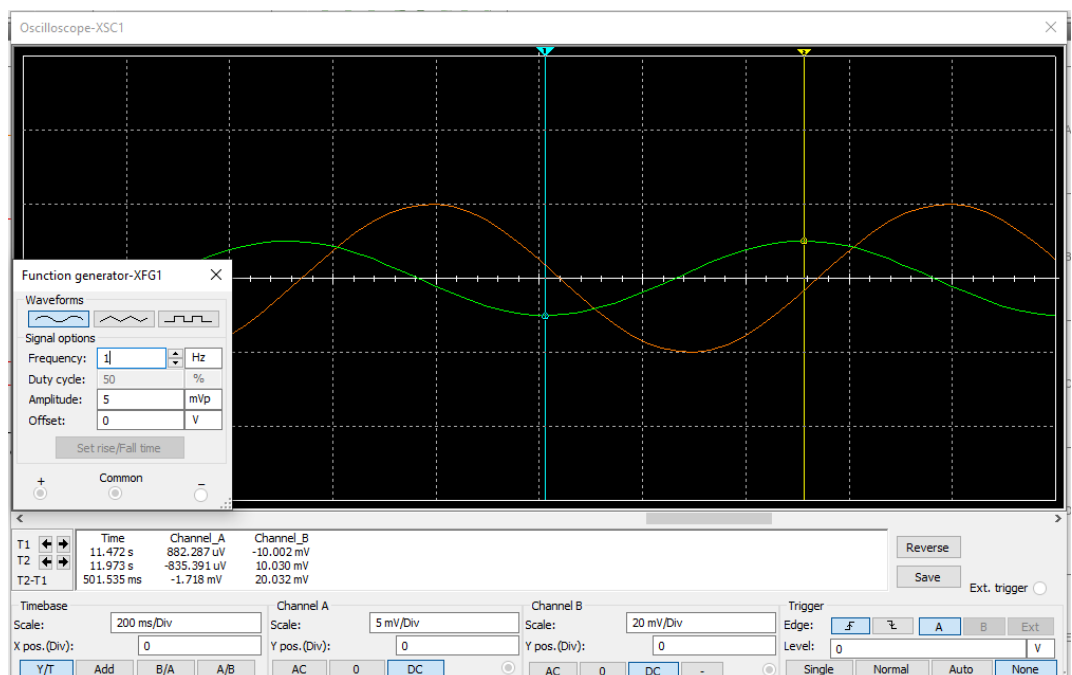 Oscilloscope-XSC1
1
2
Function generator-XFG1
Waveforms
Signal options
Frequency: 1 Hz
Duty cycle: 50 %
Amplitude: 5 mVp
Offset: 0 V
Set rise/Fall time
+ Common −
Time Channel_A Channel_B
T1 11.472 s 882.287 uV -10.002 mV
T2 11.973 s -835.391 uV 10.030 mV
T2-T1 501.535 ms -1.718 mV 20.032 mV
Reverse
Save
Ext. trigger
Timebase Channel A Channel B Trigger
Scale: 200 ms/Div Scale: 5 mV/Div Scale: 20 mV/Div Edge: A B Ext
X pos.(Div): 0 Y pos.(Div): 0 Y pos.(Div): 0 Level: 0 V
Y/T Add B/A A/B AC 0 DC AC 0 DC - Single Normal Auto None